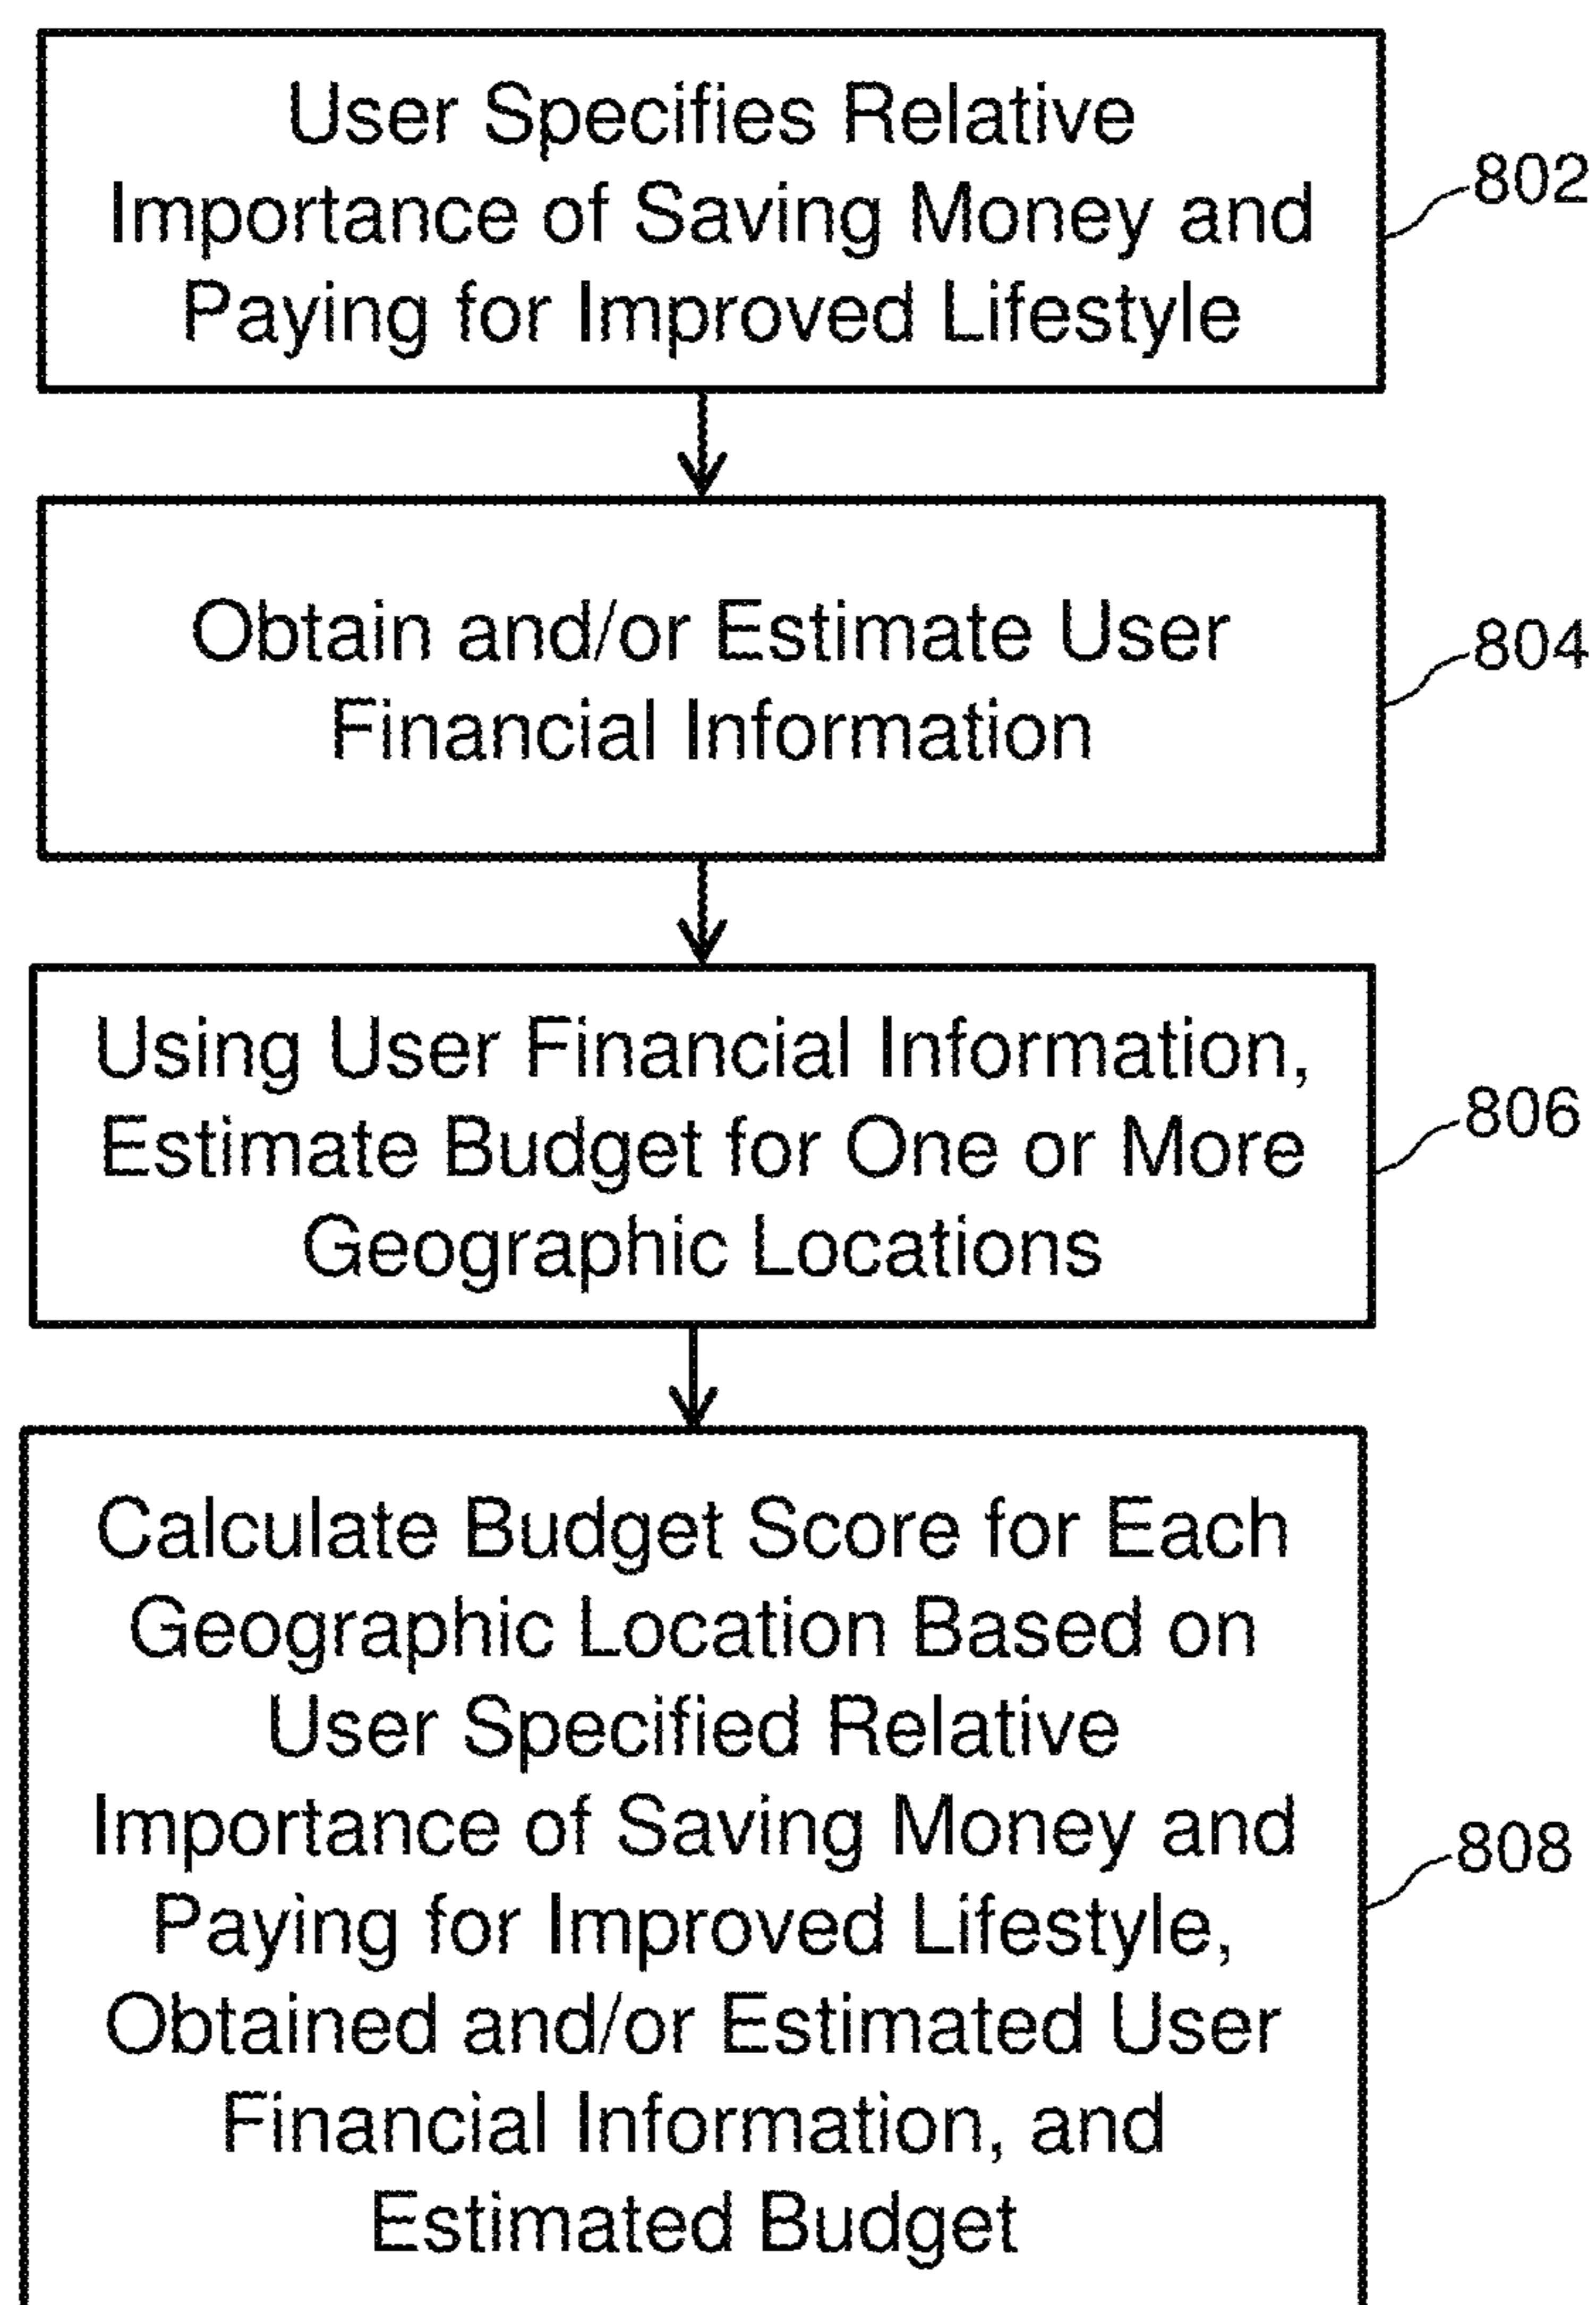 User Specifies Relative
Importance of Saving Money and
Paying for Improved Lifestyle
802
Obtain and/or Estimate User
Financial Information
804
Using User Financial Information,
Estimate Budget for One or More
Geographic Locations
806
Calculate Budget Score for Each
Geographic Location Based on
User Specified Relative
Importance of Saving Money and
Paying for Improved Lifestyle,
Obtained and/or Estimated User
Financial Information, and
Estimated Budget
808